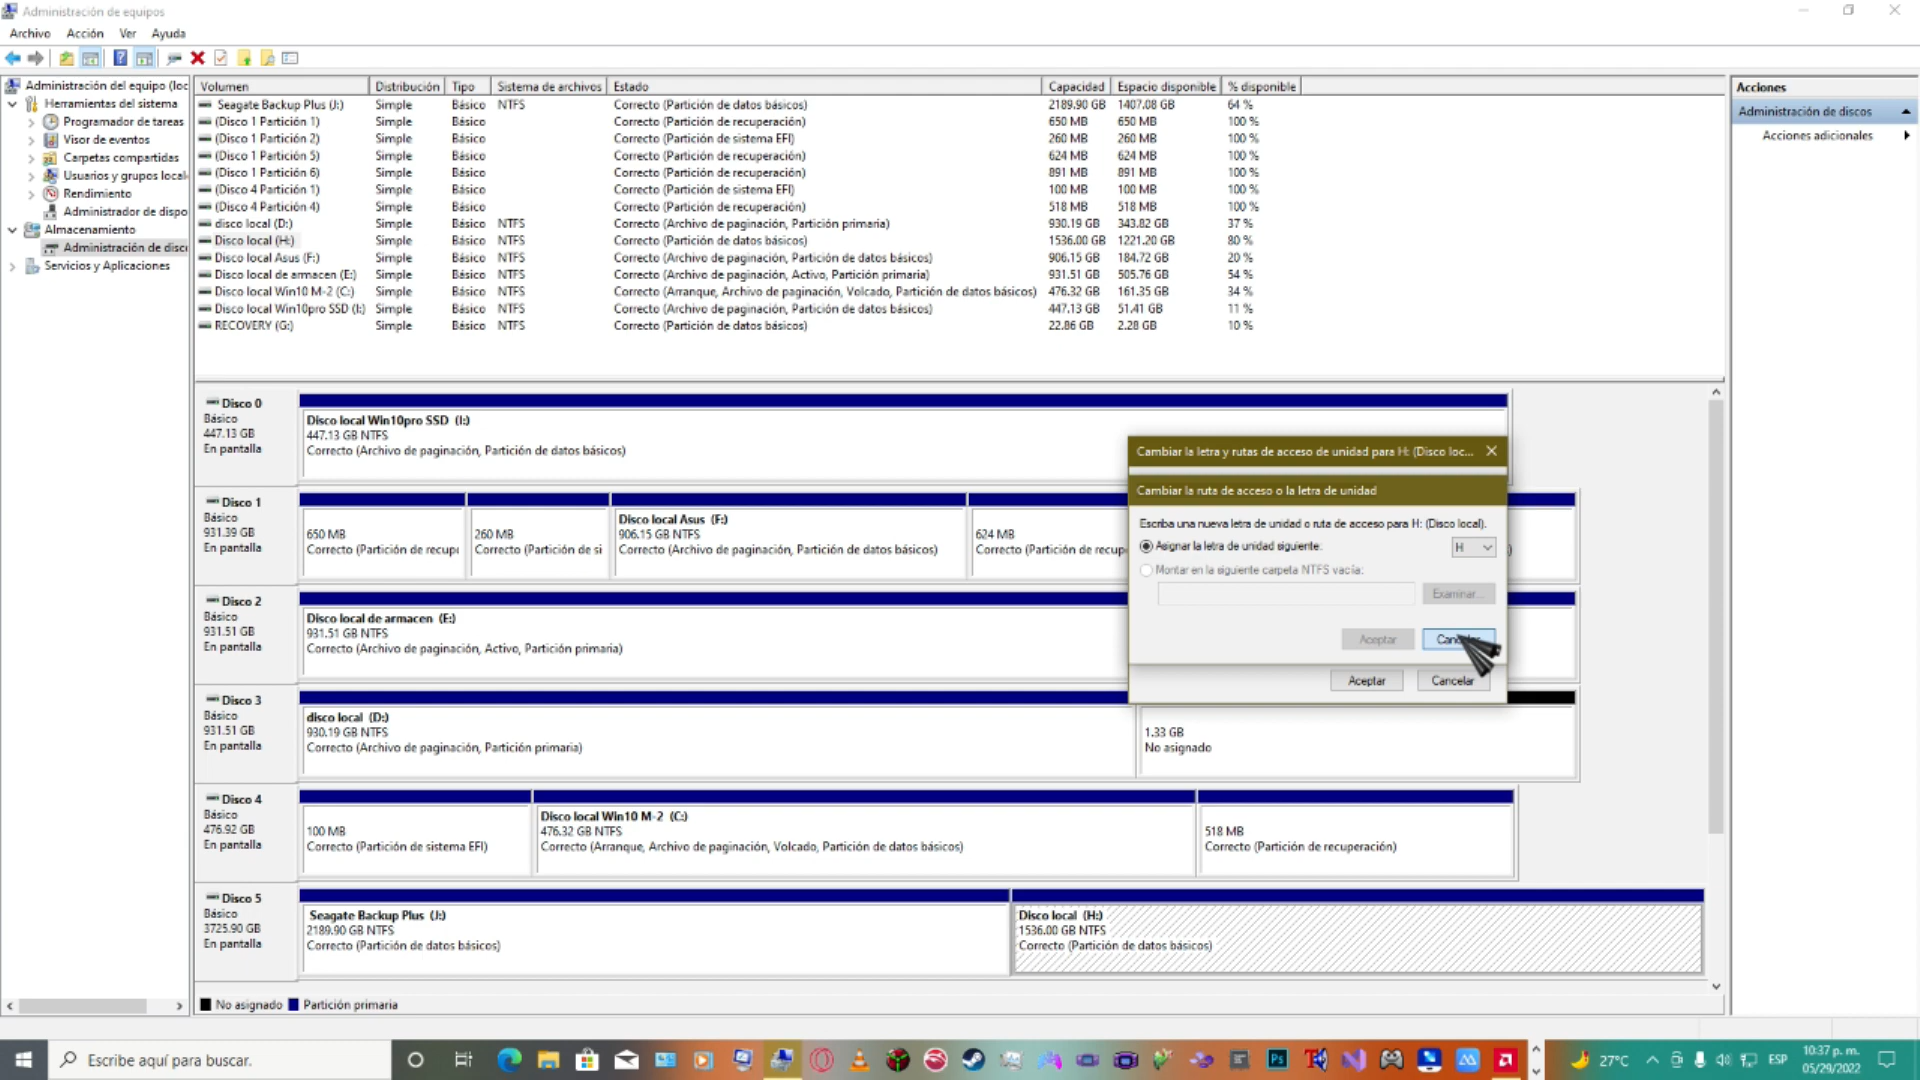 Administración de equipos
Archivo Acción Ver Ayuda
Administración del equipo (loc
Herramientas del sistema
Programador de tareas
Visor de eventos
Carpetas compartidas
Usuarios y grupos local
Rendimiento
Administrador de dispo
Almacenamiento
Administración de disc
Servicios y Aplicaciones
Volumen Distribución Tipo Sistema de archivos Estado Capacidad Espacio disponible % disponible
Seagate Backup Plus (J:) Simple Básico NTFS Correcto (Partición de datos básicos) 2189.90 GB 1407.08 GB 64 %
(Disco 1 Partición 1) Simple Básico Correcto (Partición de recuperación) 650 MB 650 MB 100 %
(Disco 1 Partición 2) Simple Básico Correcto (Partición de sistema EFI) 260 MB 260 MB 100 %
(Disco 1 Partición 5) Simple Básico Correcto (Partición de recuperación) 624 MB 624 MB 100 %
(Disco 1 Partición 6) Simple Básico Correcto (Partición de recuperación) 891 MB 891 MB 100 %
(Disco 4 Partición 1) Simple Básico Correcto (Partición de sistema EFI) 100 MB 100 MB 100 %
(Disco 4 Partición 4) Simple Básico Correcto (Partición de recuperación) 518 MB 518 MB 100 %
disco local (D:) Simple Básico NTFS Correcto (Archivo de paginación, Partición primaria) 930.19 GB 343.82 GB 37 %
Disco local (H:) Simple Básico NTFS Correcto (Partición de datos básicos) 1536.00 GB 1221.20 GB 80 %
Disco local Asus (F:) Simple Básico NTFS Correcto (Archivo de paginación, Partición de datos básicos) 906.15 GB 184.72 GB 20 %
Disco local de armacen (E:) Simple Básico NTFS Correcto (Archivo de paginación, Activo, Partición primaria) 931.51 GB 505.76 GB 54 %
Disco local Win10 M-2 (C:) Simple Básico NTFS Correcto (Arranque, Archivo de paginación, Volcado, Partición de datos básicos) 476.32 GB 161.35 GB 34 %
Disco local Win10pro SSD (I:) Simple Básico NTFS Correcto (Archivo de paginación, Partición de datos básicos) 447.13 GB 51.41 GB 11 %
RECOVERY (G:) Simple Básico NTFS Correcto (Partición de datos básicos) 22.86 GB 2.28 GB 10 %
Acciones
Administración de discos
Acciones adicionales
Disco 0
Básico
447.13 GB
En pantalla
Disco local Win10pro SSD (I:)
447.13 GB NTFS
Correcto (Archivo de paginación, Partición de datos básicos)
Disco 1
Básico
931.39 GB
En pantalla
650 MB
Correcto (Partición de recup
260 MB
Correcto (Partición de si
Disco local Asus (F:)
906.15 GB NTFS
Correcto (Archivo de paginación, Partición de datos básicos)
624 MB
Correcto (Partición de recup
Disco 2
Básico
931.51 GB
En pantalla
Disco local de armacen (E:)
931.51 GB NTFS
Correcto (Archivo de paginación, Activo, Partición primaria)
Disco 3
Básico
931.51 GB
En pantalla
disco local (D:)
930.19 GB NTFS
Correcto (Archivo de paginación, Partición primaria)
1.33 GB
No asignado
Disco 4
Básico
476.92 GB
En pantalla
100 MB
Correcto (Partición de sistema EFI)
Disco local Win10 M-2 (C:)
476.32 GB NTFS
Correcto (Arranque, Archivo de paginación, Volcado, Partición de datos básicos)
518 MB
Correcto (Partición de recuperación)
Disco 5
Básico
3725.90 GB
En pantalla
Seagate Backup Plus (J:)
2189.90 GB NTFS
Correcto (Partición de datos básicos)
Disco local (H:)
1536.00 GB NTFS
Correcto (Partición de datos básicos)
No asignado Partición primaria
Cambiar la letra y rutas de acceso de unidad para H: (Disco loc...
Cambiar la ruta de acceso o la letra de unidad
Escriba una nueva letra de unidad o ruta de acceso para H: (Disco local).
Asignar la letra de unidad siguiente: H
Montar en la siguiente carpeta NTFS vacía:
Examinar...
Aceptar Cancelar
Aceptar Cancelar
Escribe aquí para buscar.
Ps
27°C
ESP
10:37 p. m.
05/29/2022